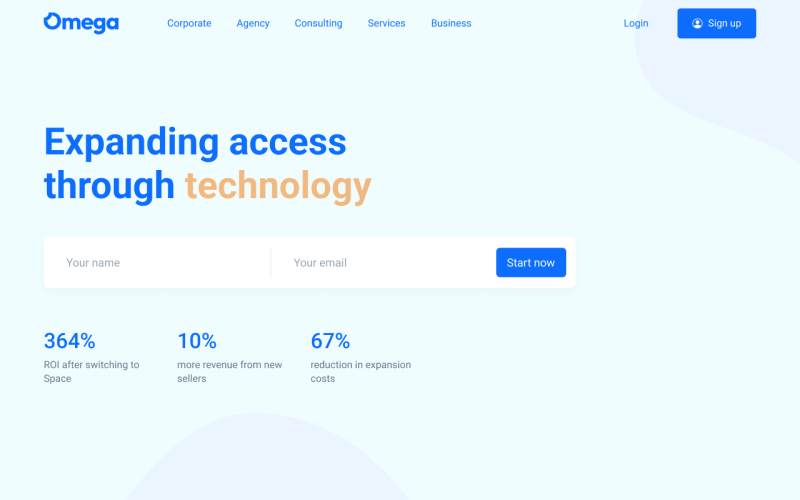 Omega
Corporate Agency Consulting Services Business
Login Sign up
Expanding access
through technology
Your name Your email Start now
364% 10% 67%
ROI after switching to Space
more revenue from new sellers
reduction in expansion costs